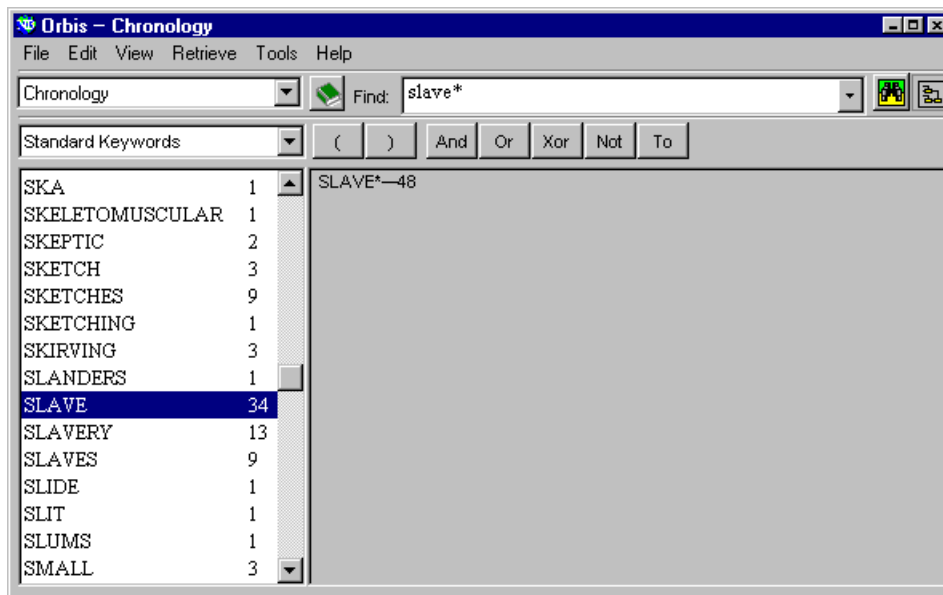 Orbis – Chronology
File Edit View Retrieve Tools Help
Chronology Find: slave*
Standard Keywords ( ) And Or Xor Not To
SKA 1 SLAVE*—48
SKELETOMUSCULAR 1
SKEPTIC 2
SKETCH 3
SKETCHES 9
SKETCHING 1
SKIRVING 3
SLANDERS 1
SLAVE 34
SLAVERY 13
SLAVES 9
SLIDE 1
SLIT 1
SLUMS 1
SMALL 3